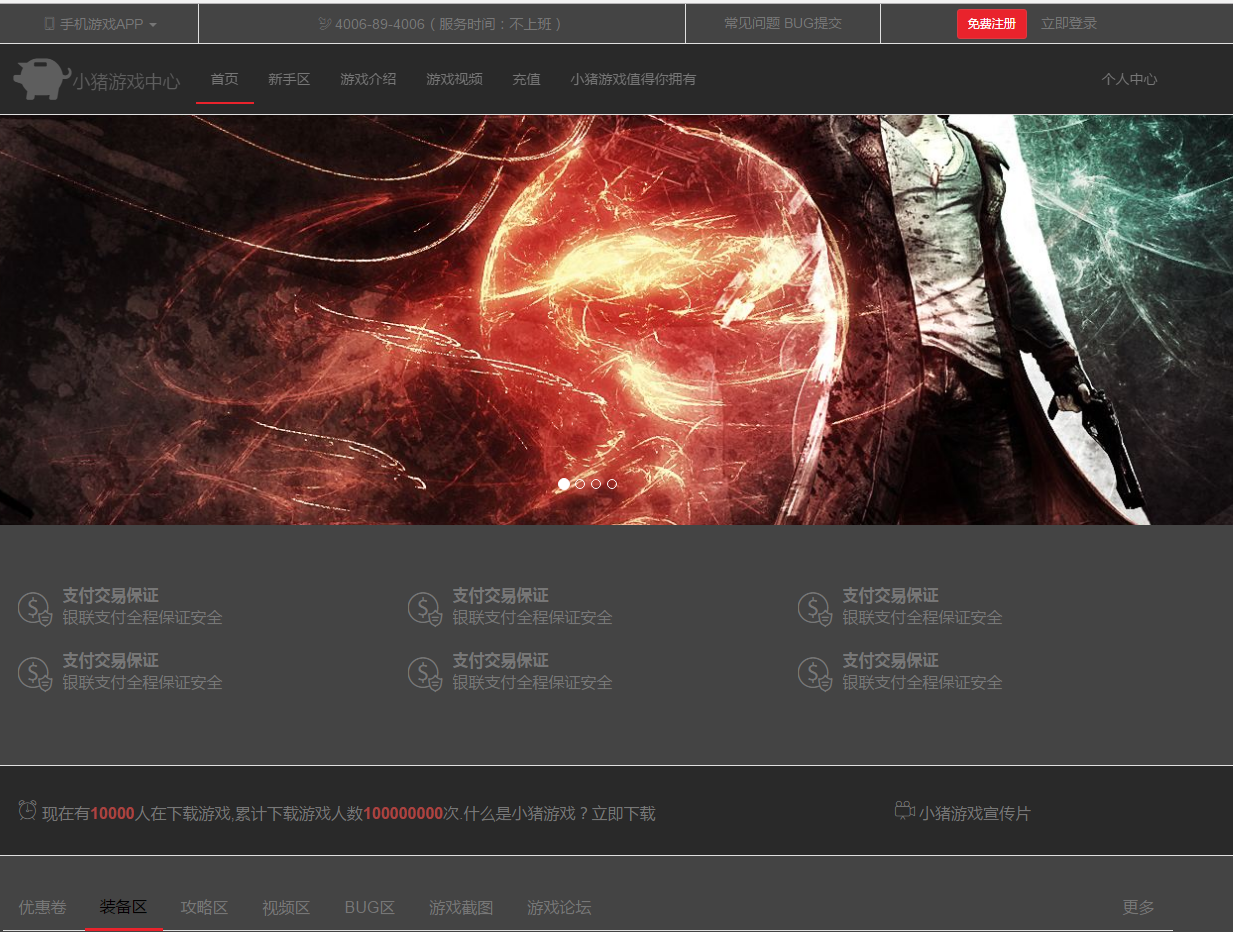 手机游戏APP 4006-89-4006（服务时间：不上班） 常见问题 BUG提交 免费注册 立即登录
小猪游戏中心 首页 新手区 游戏介绍 游戏视频 充值 小猪游戏值得你拥有 个人中心
支付交易保证 支付交易保证 支付交易保证
银联支付全程保证安全 银联支付全程保证安全 银联支付全程保证安全
支付交易保证 支付交易保证 支付交易保证
银联支付全程保证安全 银联支付全程保证安全 银联支付全程保证安全
现在有10000人在下载游戏,累计下载游戏人数100000000次.什么是小猪游戏？立即下载 小猪游戏宣传片
优惠卷 装备区 攻略区 视频区 BUG区 游戏截图 游戏论坛 更多